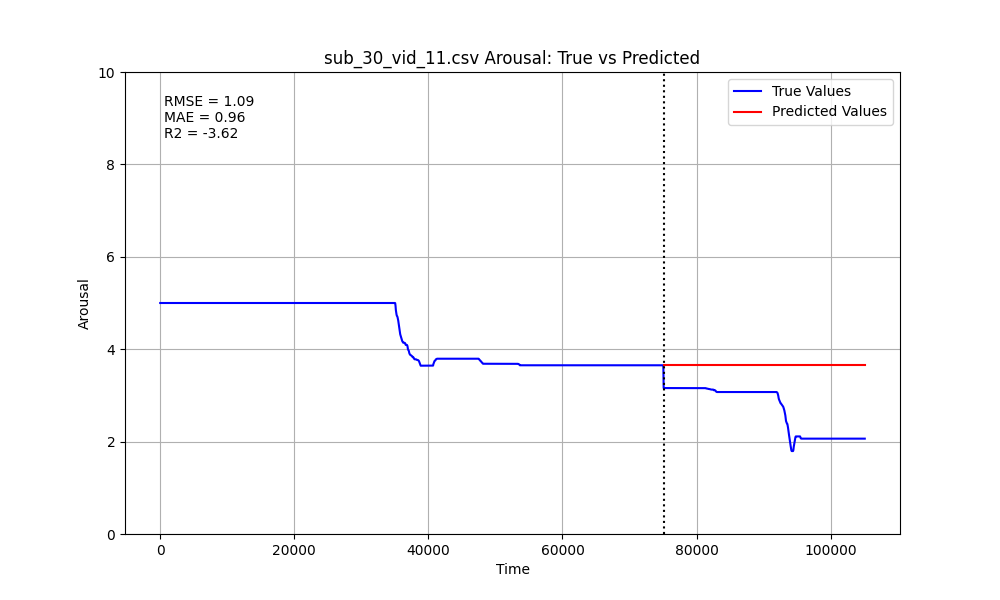 sub_30_vid_11.csv Arousal: True vs Predicted
RMSE = 1.09
MAE = 0.96
R2 = -3.62
True Values
Predicted Values
Arousal
10
8
6
4
2
0
0
20000
40000
60000
80000
100000
Time